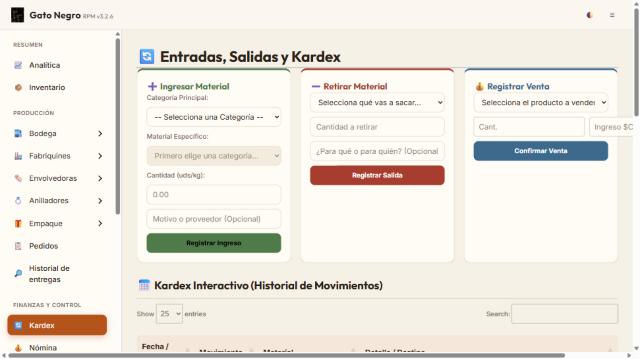 Gato Negro RPM v3.2.6
RESUMEN
Analítica
Inventario
PRODUCCIÓN
Bodega
Fabriquines
Envolvedoras
Anilladores
Empaque
Pedidos
Historial de
entregas
FINANZAS Y CONTROL
Kardex
Nómina
Entradas, Salidas y Kardex
Ingresar Material
Categoría Principal:
-- Selecciona una Categoría --
Material Específico:
Primero elige una categoría...
Cantidad (uds/kg):
0.00
Motivo o proveedor (Opcional)
Registrar Ingreso
Retirar Material
Selecciona qué vas a sacar...
Cantidad a retirar
¿Para qué o para quién? (Opcional
Registrar Salida
Registrar Venta
Selecciona el producto a vender
Cant.
Ingreso $C
Confirmar Venta
Kardex Interactivo (Historial de Movimientos)
Show 25 entries
Search:
Fecha /
Movimiento
Material
Detalle / Destino